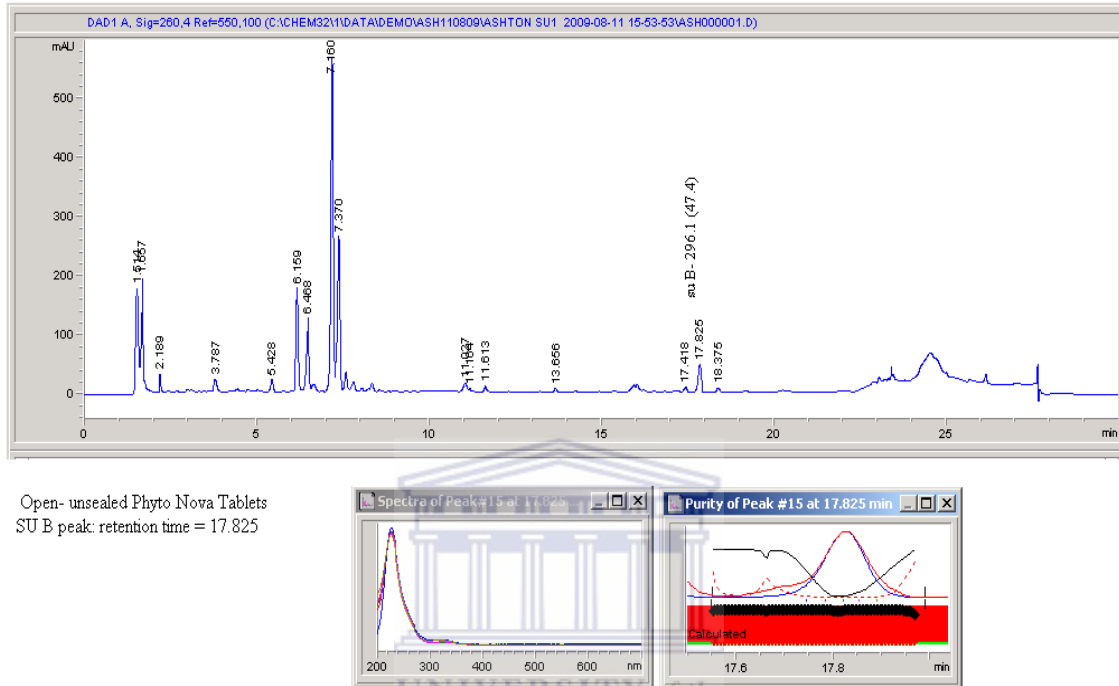 DAD1 A, Sig=260,4 Ref=550,100 (C:\CHEM32\1\DATA\DEMO\ASH110809\ASHTON SU1 2009-08-11 15-53-53\ASH000001.D)
mAU
500
400
300
200
100
0
1.514
1.657
2.189
3.787
5.428
6.159
6.468
7.160
7.370
11.027
11.164
11.613
13.656
17.418
su B- 296.1 (47.4)
17.825
18.375
0 5 10 15 20 25 min
Open- unsealed Phyto Nova Tablets
SU B peak: retention time = 17.825
Spectra of Peak#15 at 17.825
200 300 400 500 600 nm
Purity of Peak #15 at 17.825 min
Calculated
17.6 17.8 min
UNIVERSITY of the